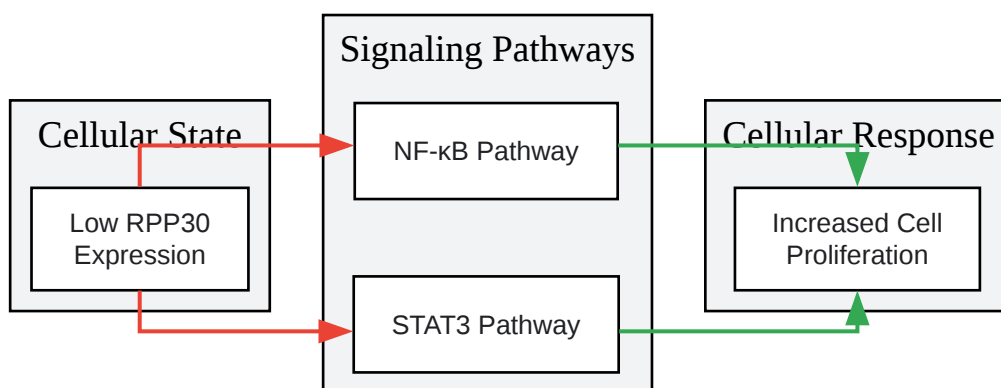 Signaling Pathways
Cellular State
Cellular Response
NF-κB Pathway
Low RPP30
Expression
Increased Cell
Proliferation
STAT3 Pathway